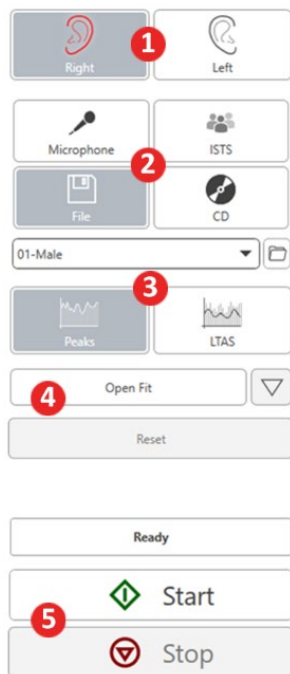 1
Right
Left
Microphone
ISTS
2
File
CD
01-Male
3
Peaks
LTAS
Open Fit
4
Reset
Ready
Start
5
Stop